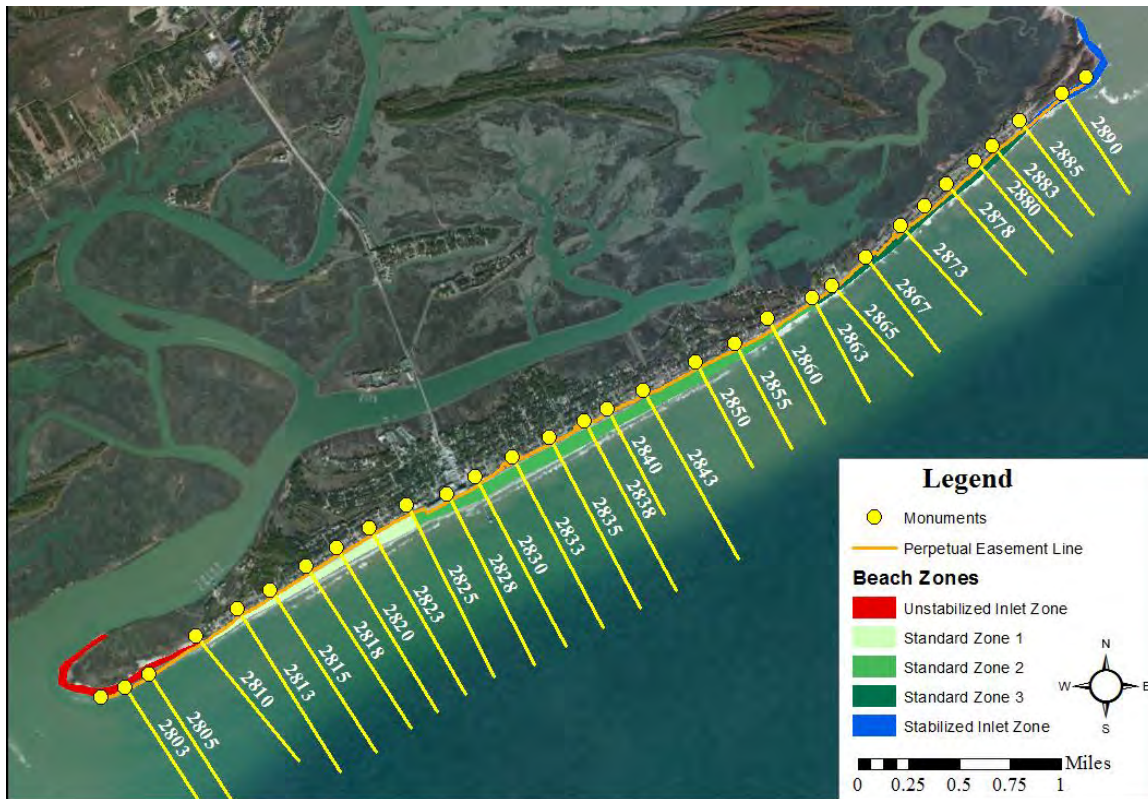 2890
2885
2883
2880
2878
2873
2867
2865
2863
2860
2855
2850
2843
2840
2838
2835
2833
2830
2828
2825
2823
2820
2818
2815
2813
2810
2805
2803
Legend
Monuments
Perpetual Easement Line
Beach Zones
Unstabilized Inlet Zone
Standard Zone 1
Standard Zone 2
Standard Zone 3
Stabilized Inlet Zone
N
W E
S
Miles
0 0.25 0.5 0.75 1